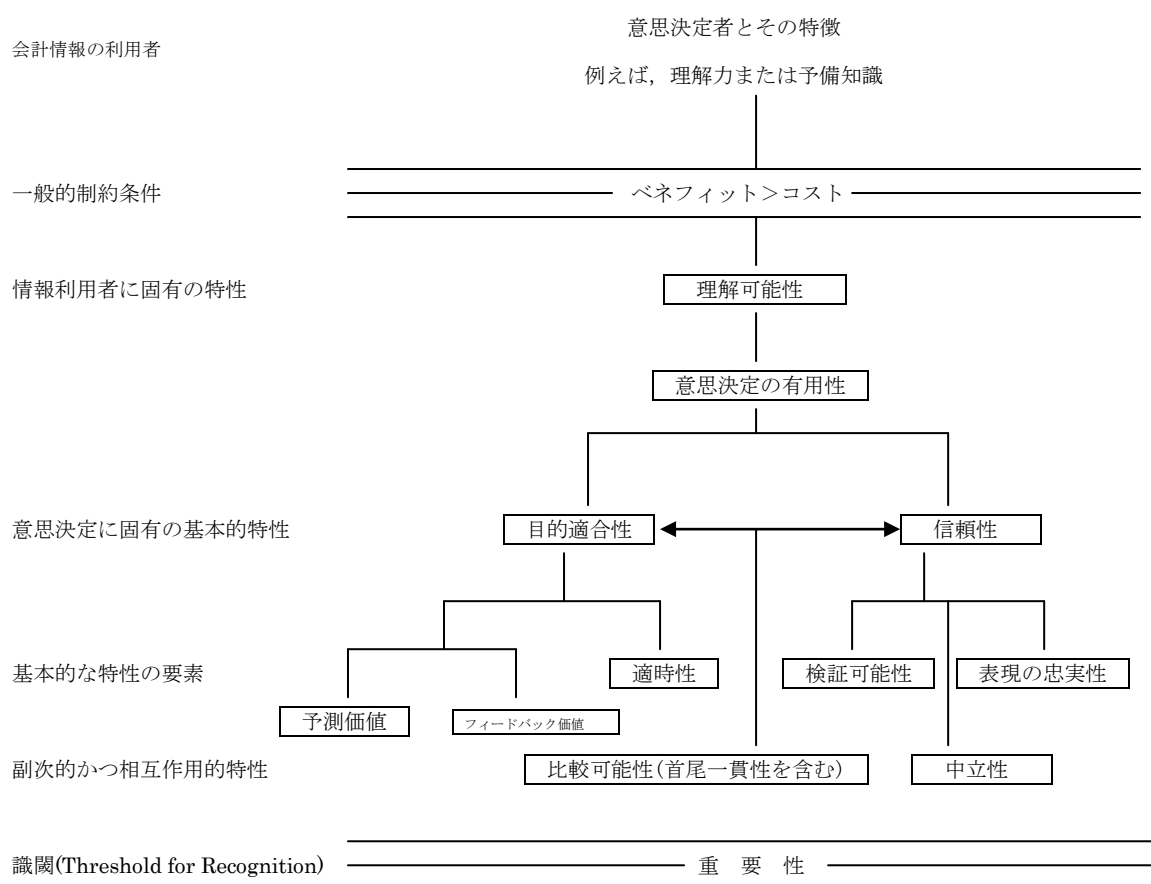 意思決定者とその特徴
会計情報の利用者
例えば，理解力または予備知識
一般的制約条件
ベネフィット＞コスト
情報利用者に固有の特性
理解可能性
意思決定の有用性
意思決定に固有の基本的特性
目的適合性
信頼性
基本的な特性の要素
適時性
検証可能性
表現の忠実性
予測価値
フィードバック価値
副次的かつ相互作用的特性
比較可能性(首尾一貫性を含む)
中立性
識閾(Threshold for Recognition)
重 要 性